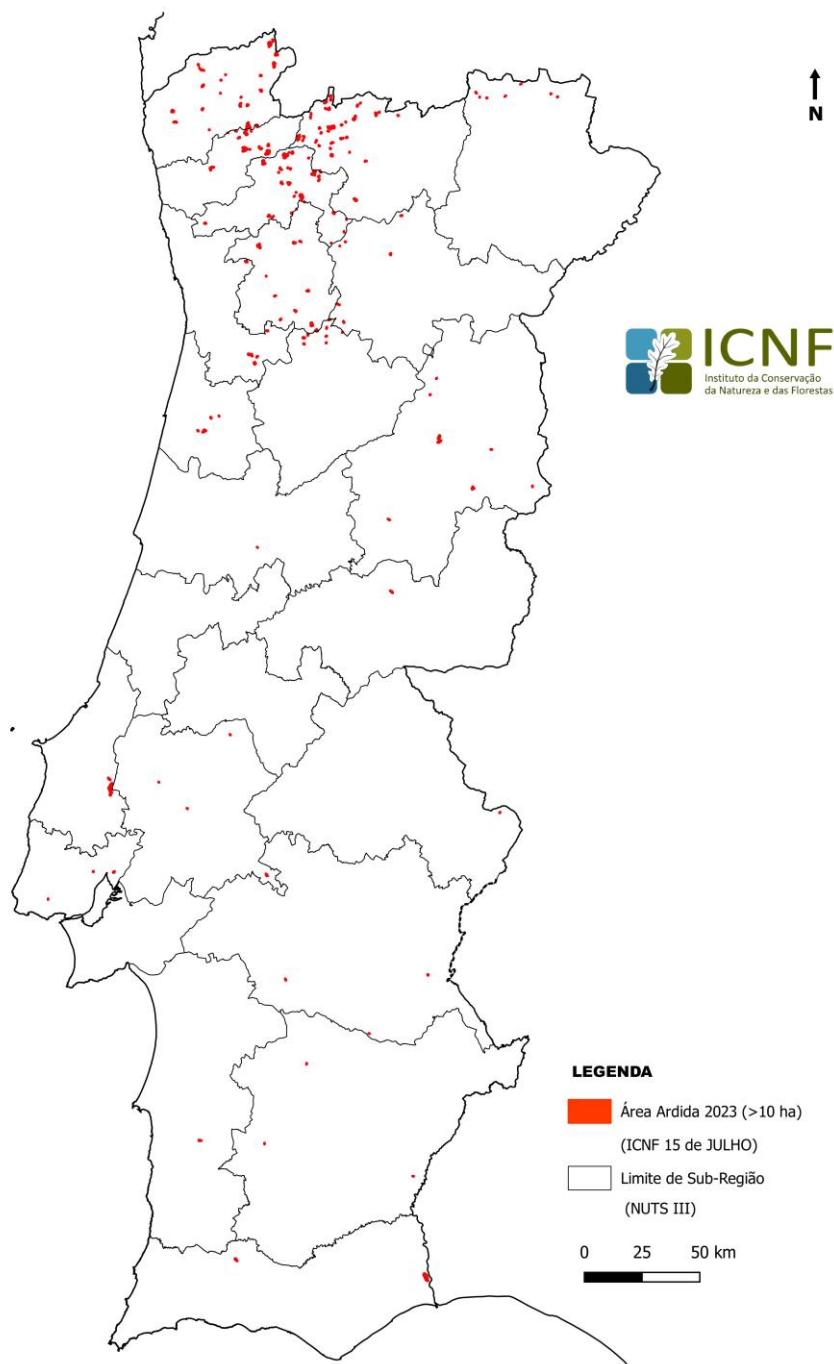 N
ICNF
Instituto da Conservação
da Natureza e das Florestas
LEGENDA
Área Ardida 2023 (>10 ha)
(ICNF 15 de JULHO)
Limite de Sub-Região
(NUTS III)
0 25 50 km